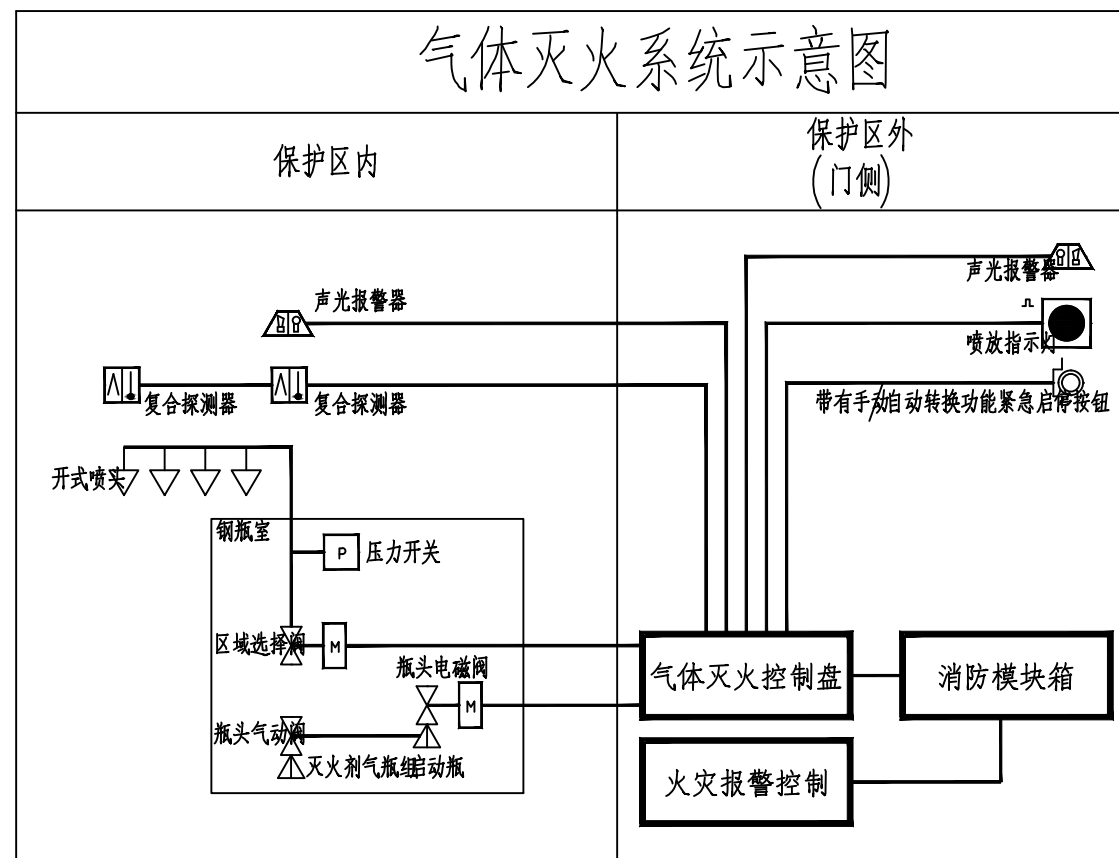 气体灭火系统示意图
保护区内
保护区外
(门侧)
声光报警器
声光报警器
喷放指示灯
复合探测器
复合探测器
带有手动/自动转换功能紧急启停按钮
开式喷头
钢瓶室
P
压力开关
区域选择阀
M
瓶头电磁阀
M
气体灭火控制盘
消防模块箱
瓶头气动阀
灭火剂气瓶组
启动瓶
火灾报警控制